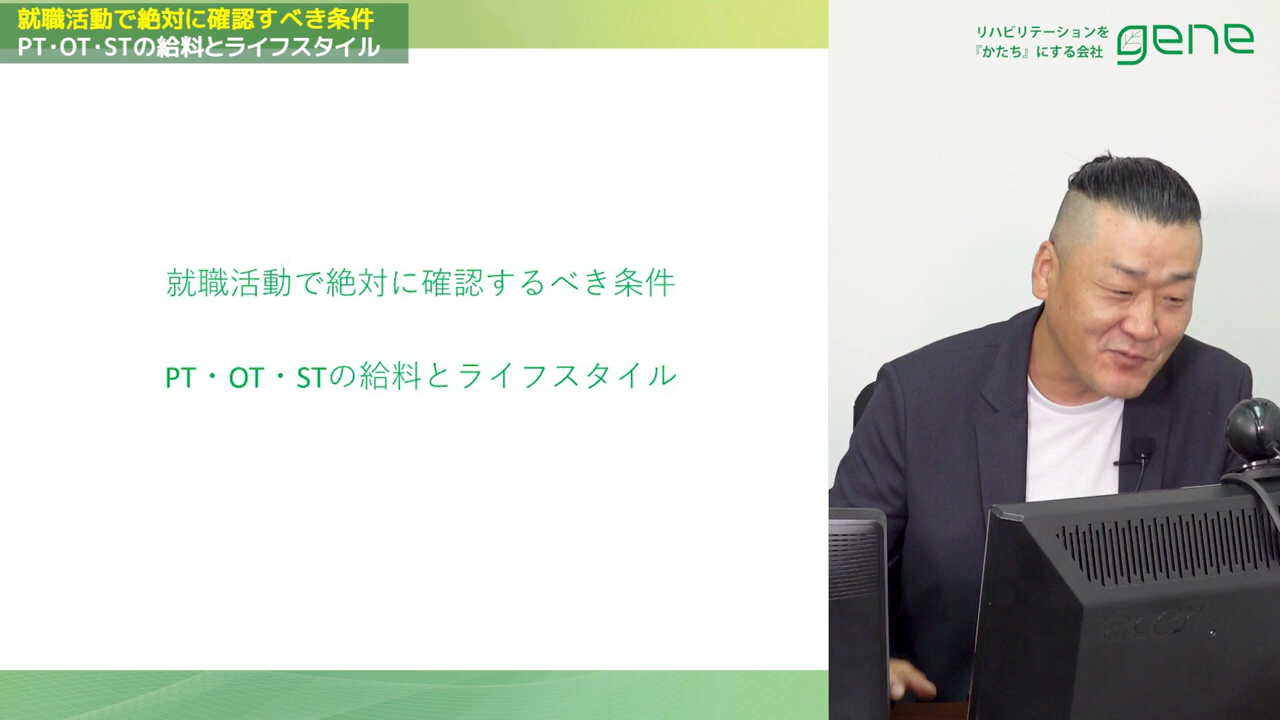 就職活動で絶対に確認すべき条件
PT・OT・STの給料とライフスタイル
リハビリテーションを
『かたち』にする会社
gene
就職活動で絶対に確認するべき条件
PT・OT・STの給料とライフスタイル
acer